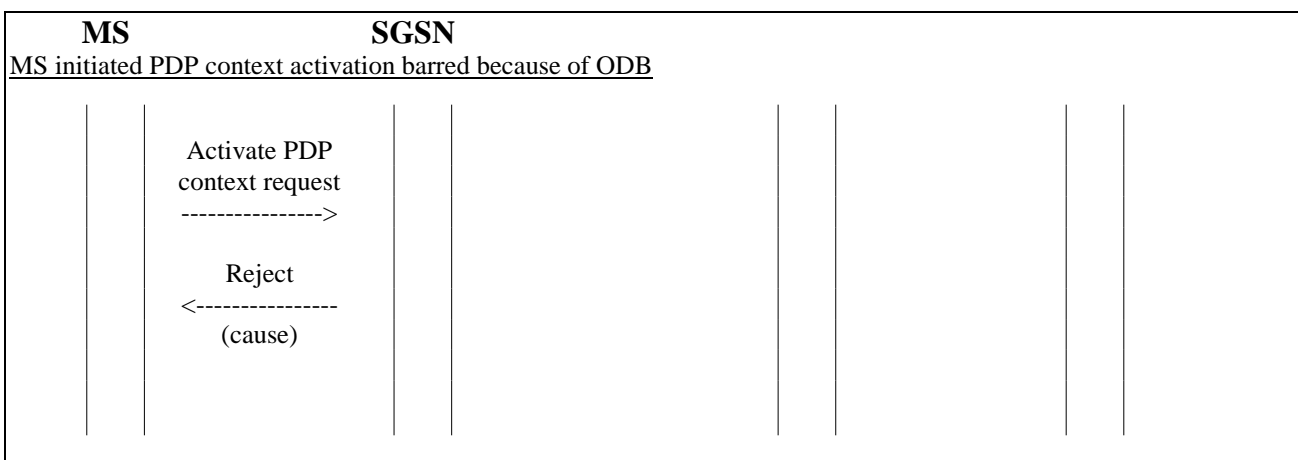 MS SGSN
MS initiated PDP context activation barred because of ODB
Activate PDP
context request
---------------->
Reject
<----------------
(cause)